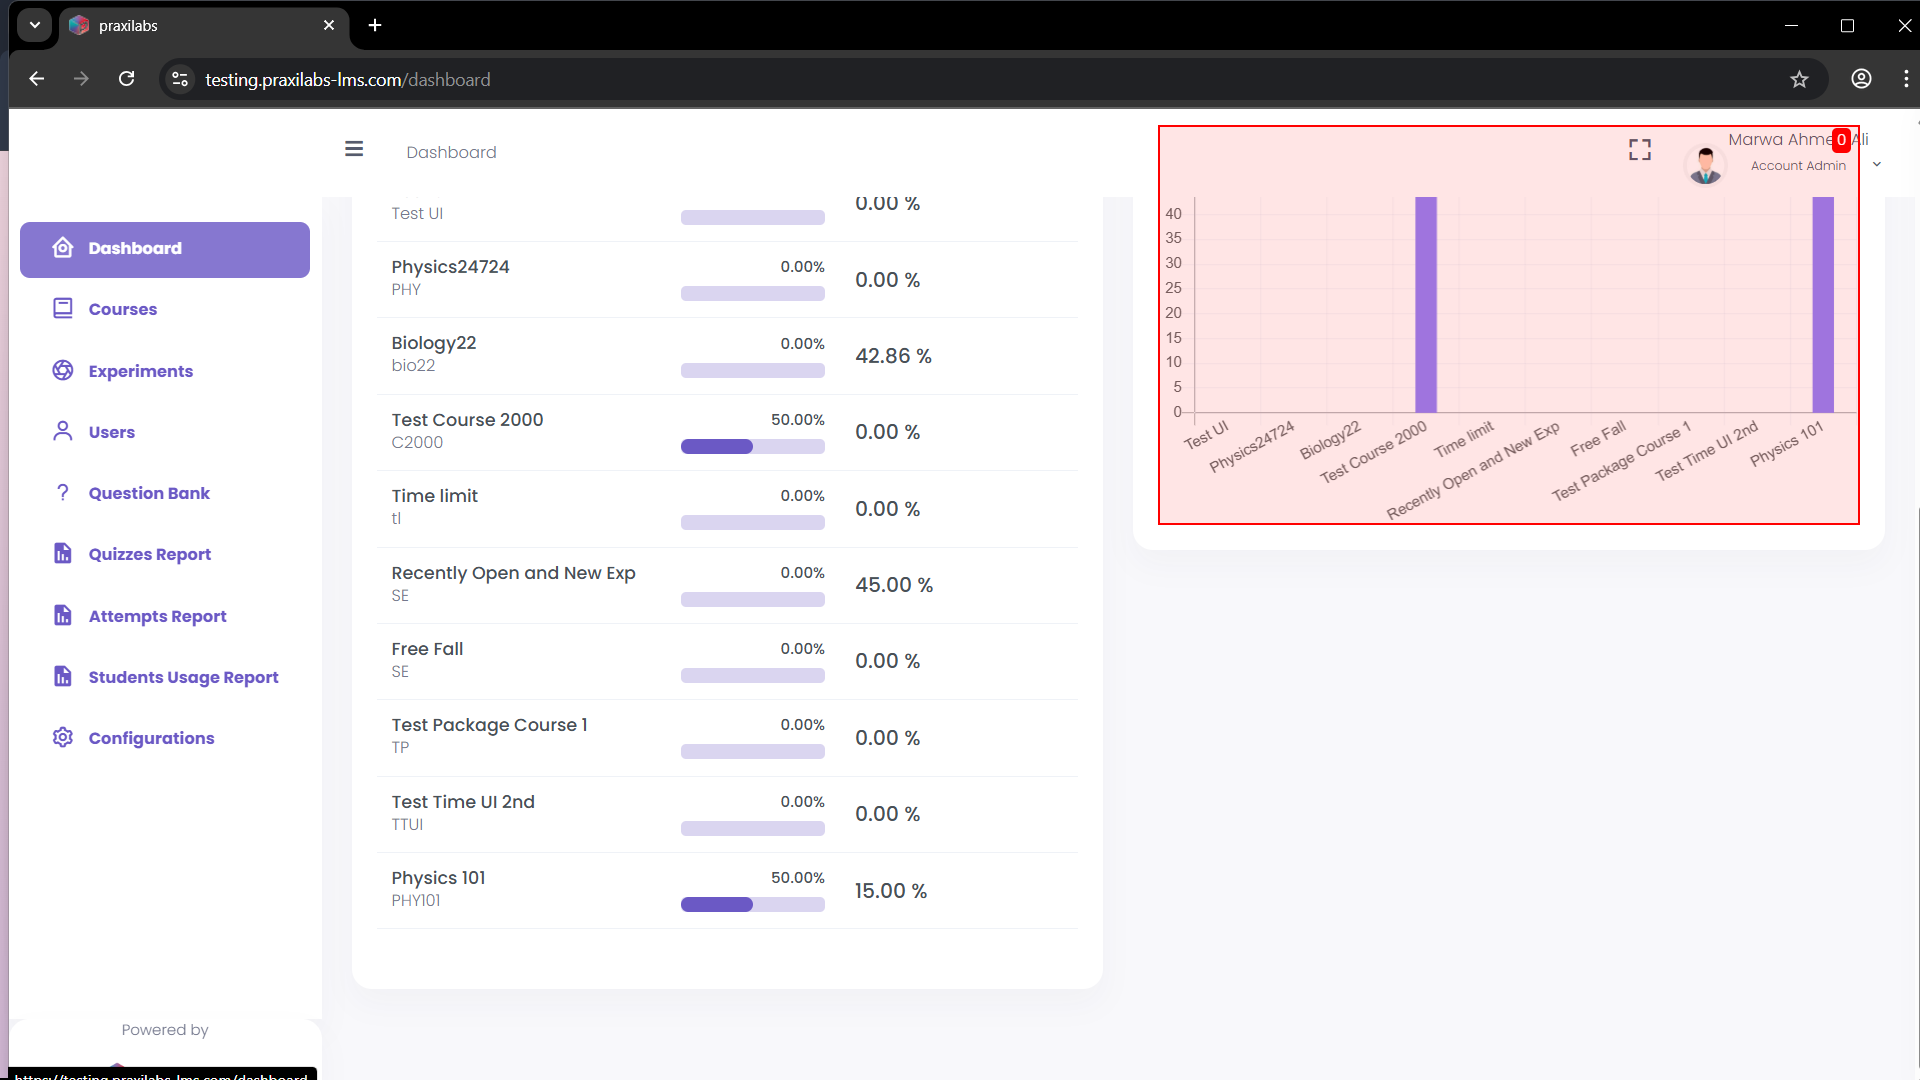 praxilabs
testing.praxilabs-lms.com/dashboard
Dashboard
Marwa Ahme Ali
0
Account Admin
Dashboard
Courses
Experiments
Users
? Question Bank
Quizzes Report
Attempts Report
Students Usage Report
Configurations
Powered by
https://testing.praxilabs-lms.com/dashboard
Test UI
0.00 %
Physics24724
PHY
0.00%
0.00 %
Biology22
bio22
0.00%
42.86 %
Test Course 2000
C2000
50.00%
0.00 %
Time limit
tl
0.00%
0.00 %
Recently Open and New Exp
SE
0.00%
45.00 %
Free Fall
SE
0.00%
0.00 %
Test Package Course 1
TP
0.00%
0.00 %
Test Time UI 2nd
TTUI
0.00%
0.00 %
Physics 101
PHY101
50.00%
15.00 %
40
35
30
25
20
15
10
5
0
Test UI
Physics24724
Biology22
Test Course 2000
Time limit
Recently Open and New Exp
Free Fall
Test Package Course 1
Test Time UI 2nd
Physics 101